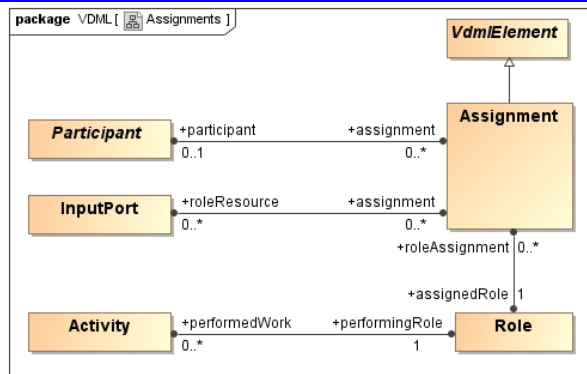 package VDML [ Assignments ]
VdmlElement
Participant
+participant
+assignment
Assignment
0..1
0..*
InputPort
+roleResource
+assignment
0..*
0..*
+roleAssignment 0..*
+assignedRole 1
Activity
+performedWork
+performingRole
Role
0..*
1